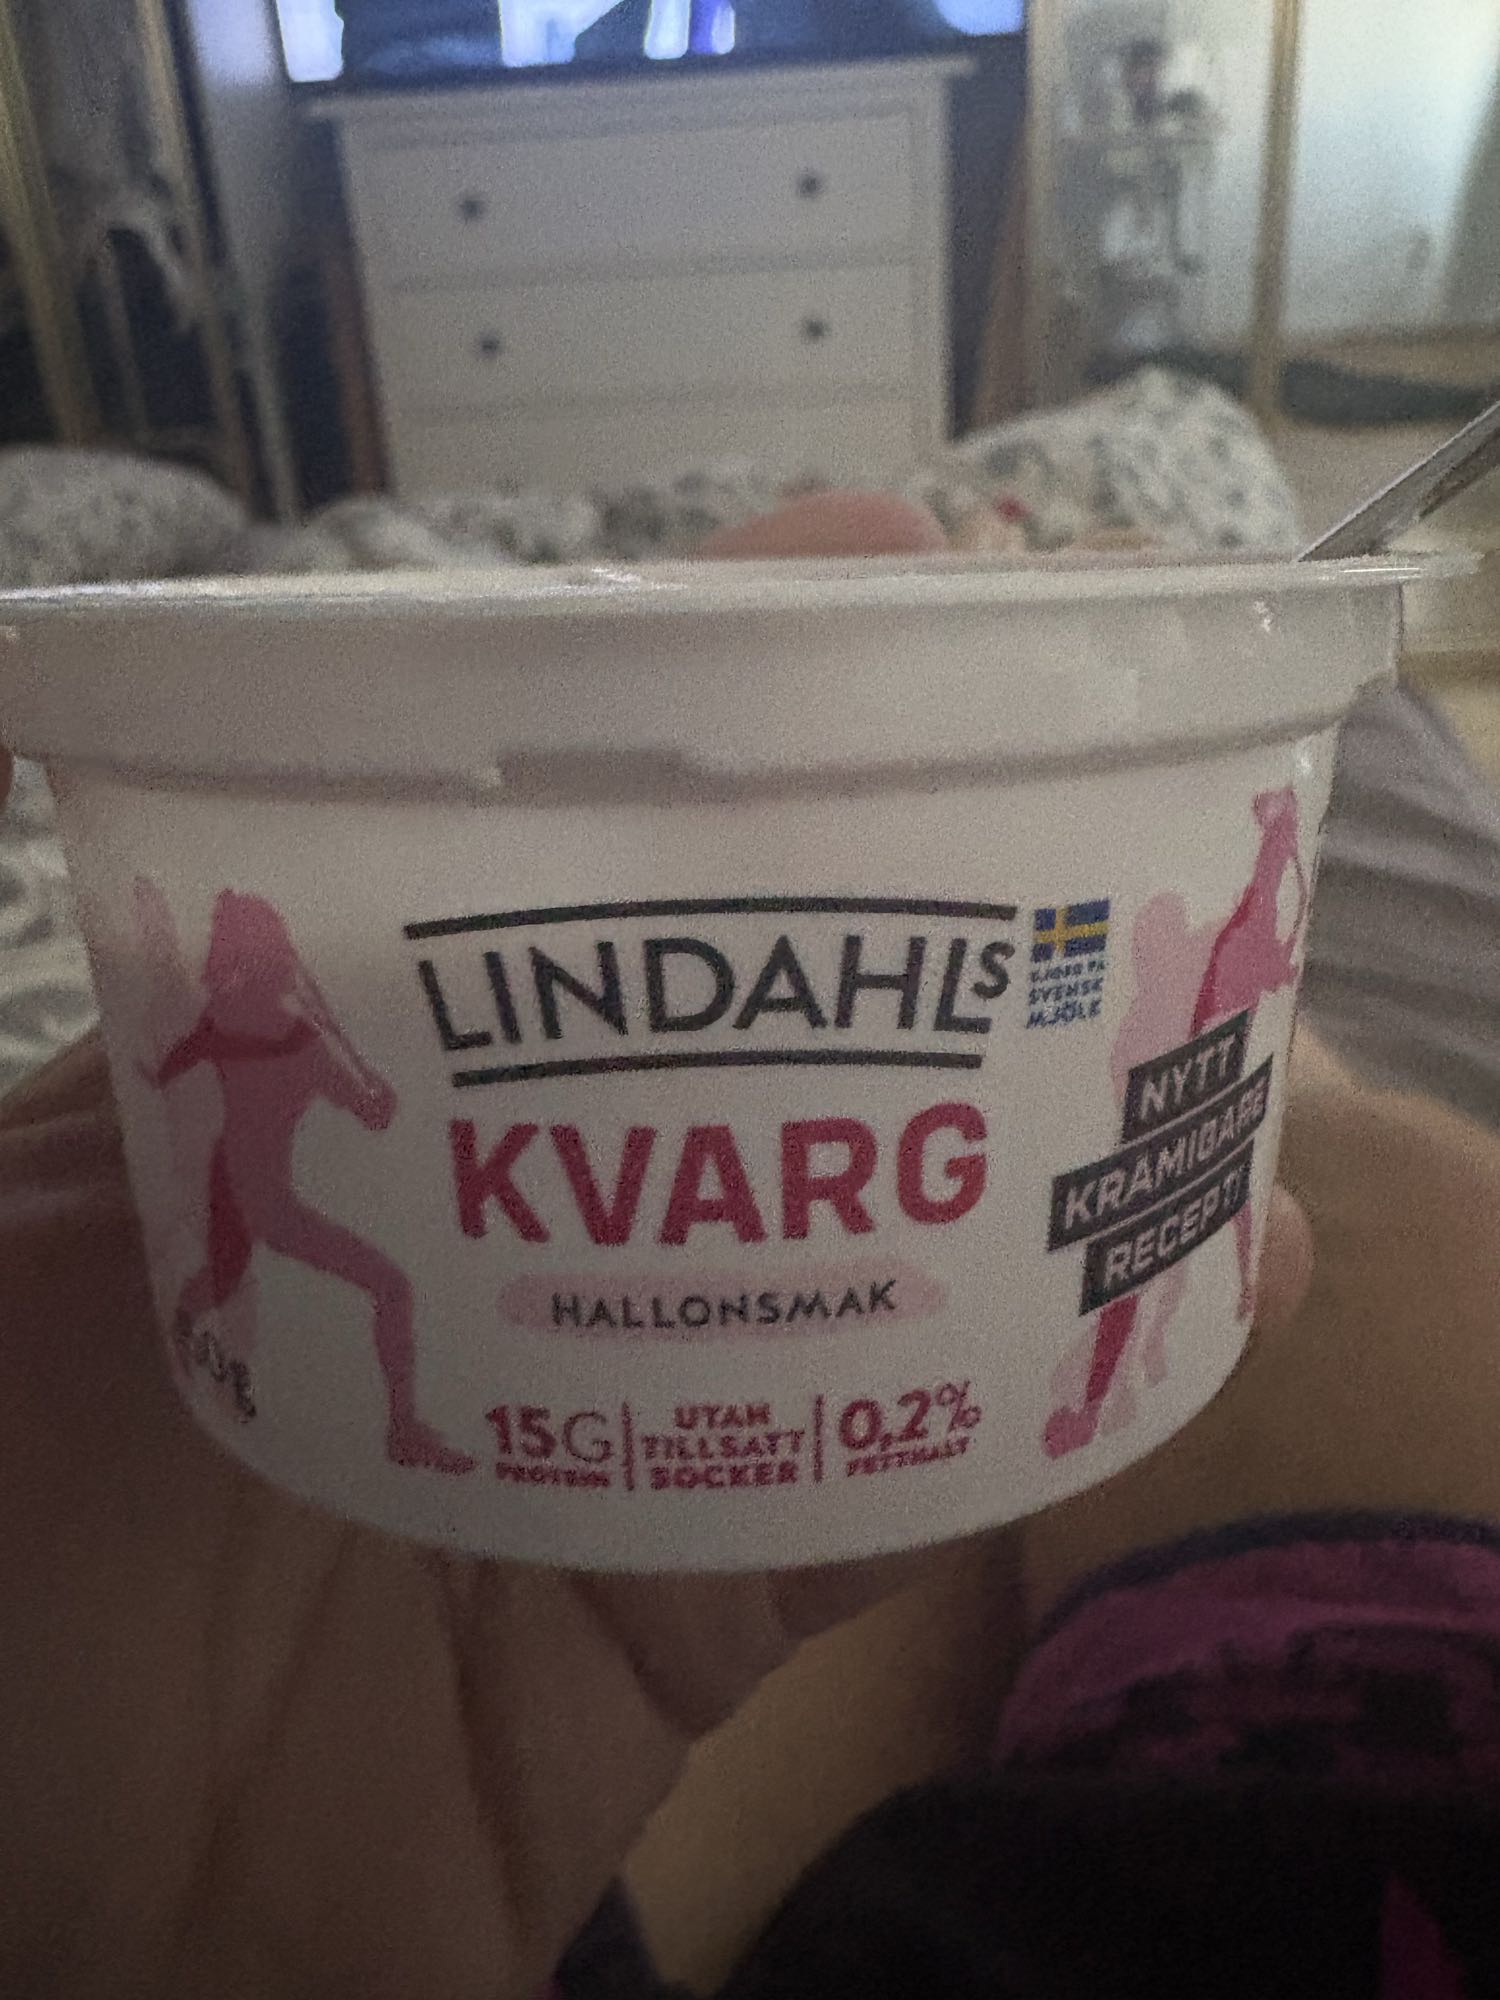 LINDAHLS
SVENSK
MJÖLK
KVARG
HALLONSMAK
NYTT
KRÄMIGARE
RECEPT!
15G
PROTEIN
UTAN
TILLSATT
SOCKER
0,2%
FETTHALT